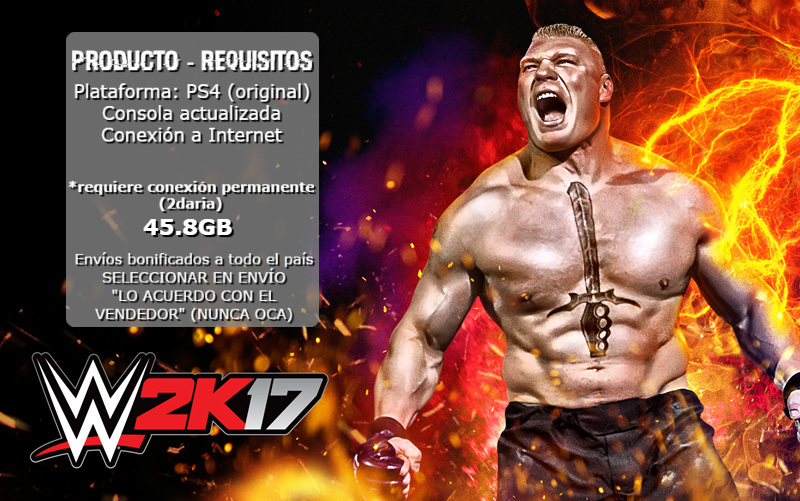 PRODUCTO - REQUISITOS
Plataforma: PS4 (original)
Consola actualizada
Conexión a Internet
*requiere conexión permanente
(2daria)
45.8GB
Envíos bonificados a todo el país
SELECCIONAR EN ENVÍO
"LO ACUERDO CON EL
VENDEDOR" (NUNCA OCA)
W 2K17